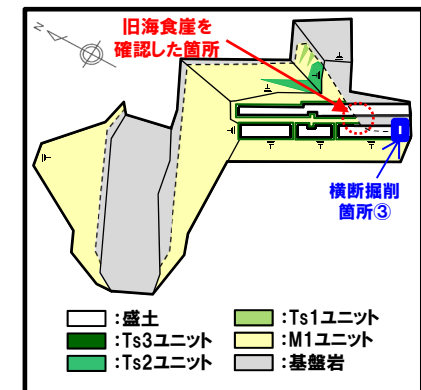 旧海食崖を
確認した箇所
N
横断掘削
箇所③
:盛土
:Ts1ユニット
:Ts3ユニット
:M1ユニット
:Ts2ユニット
:基盤岩